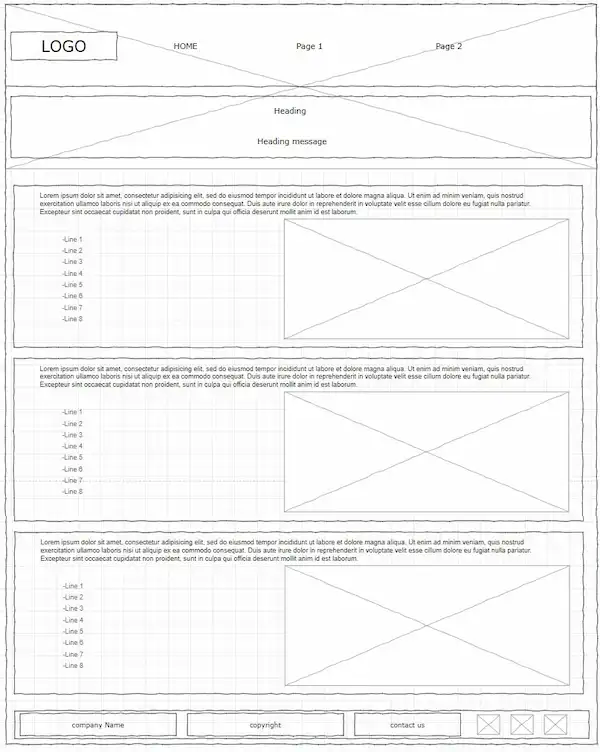 LOGO
HOME
Page 1
Page 2
Heading
Heading message
Lorem ipsum dolor sit amet, consectetur adipisicing elit, sed do eiusmod tempor incididunt ut labore et dolore magna aliqua. Ut enim ad minim veniam, quis nostrud
exercitation ullamco laboris nisi ut aliquip ex ea commodo consequat. Duis aute irure dolor in reprehenderit in voluptate velit esse cillum dolore eu fugiat nulla pariatur.
Excepteur sint occaecat cupidatat non proident, sunt in culpa qui officia deserunt mollit anim id est laborum.
-Line 1
-Line 2
-Line 3
-Line 4
-Line 5
-Line 6
-Line 7
-Line 8
Lorem ipsum dolor sit amet, consectetur adipisicing elit, sed do eiusmod tempor incididunt ut labore et dolore magna aliqua. Ut enim ad minim veniam, quis nostrud
exercitation ullamco laboris nisi ut aliquip ex ea commodo consequat. Duis aute irure dolor in reprehenderit in voluptate velit esse cillum dolore eu fugiat nulla pariatur.
Excepteur sint occaecat cupidatat non proident, sunt in culpa qui officia deserunt mollit anim id est laborum.
-Line 1
-Line 2
-Line 3
-Line 4
-Line 5
-Line 6
-Line 7
-Line 8
Lorem ipsum dolor sit amet, consectetur adipisicing elit, sed do eiusmod tempor incididunt ut labore et dolore magna aliqua. Ut enim ad minim veniam, quis nostrud
exercitation ullamco laboris nisi ut aliquip ex ea commodo consequat. Duis aute irure dolor in reprehenderit in voluptate velit esse cillum dolore eu fugiat nulla pariatur.
Excepteur sint occaecat cupidatat non proident, sunt in culpa qui officia deserunt mollit anim id est laborum.
-Line 1
-Line 2
-Line 3
-Line 4
-Line 5
-Line 6
-Line 7
-Line 8
company Name
copyright
contact us